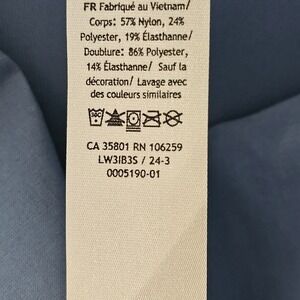 FR Fabriqué au Vietnam/
Corps: 57% Nylon, 24%
Polyester, 19% Élasthanne/
Doublure: 86% Polyester,
14% Élasthanne/ Sauf la
décoration/ Lavage avec
des couleurs similaires
CA 35801 RN 106259
LW3IB3S / 24-3
0005190-01